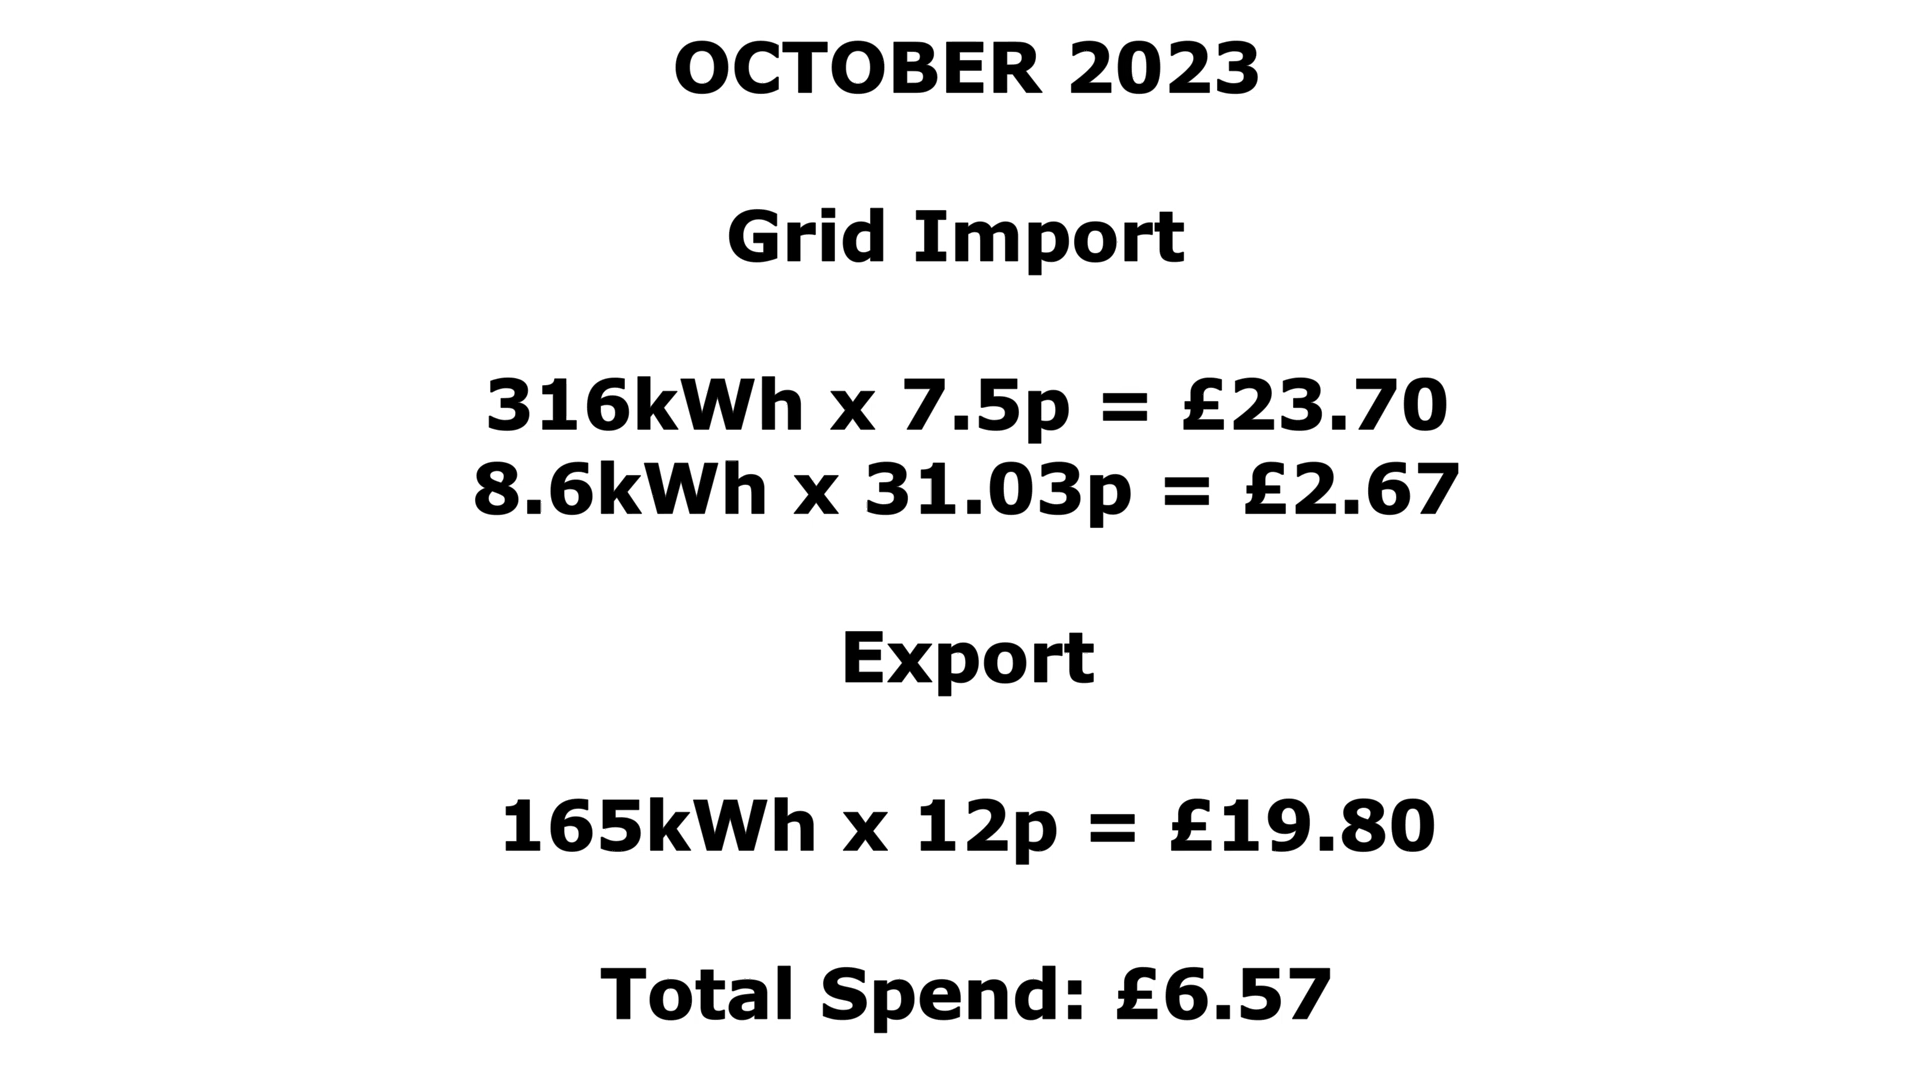 OCTOBER 2023
Grid Import
316kWh x 7.5p = £23.70
8.6kWh x 31.03p = £2.67
Export
165kWh x 12p = £19.80
Total Spend: £6.57